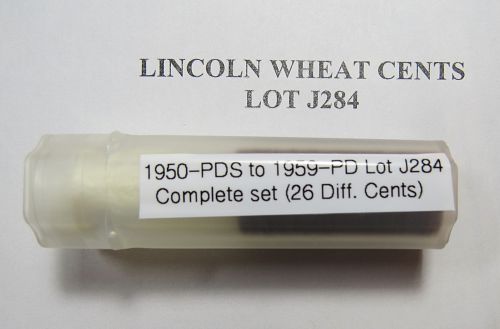 LINCOLN WHEAT CENTS
LOT J284
1950-PDS to 1959-PD Lot J284
Complete set (26 Diff. Cents)